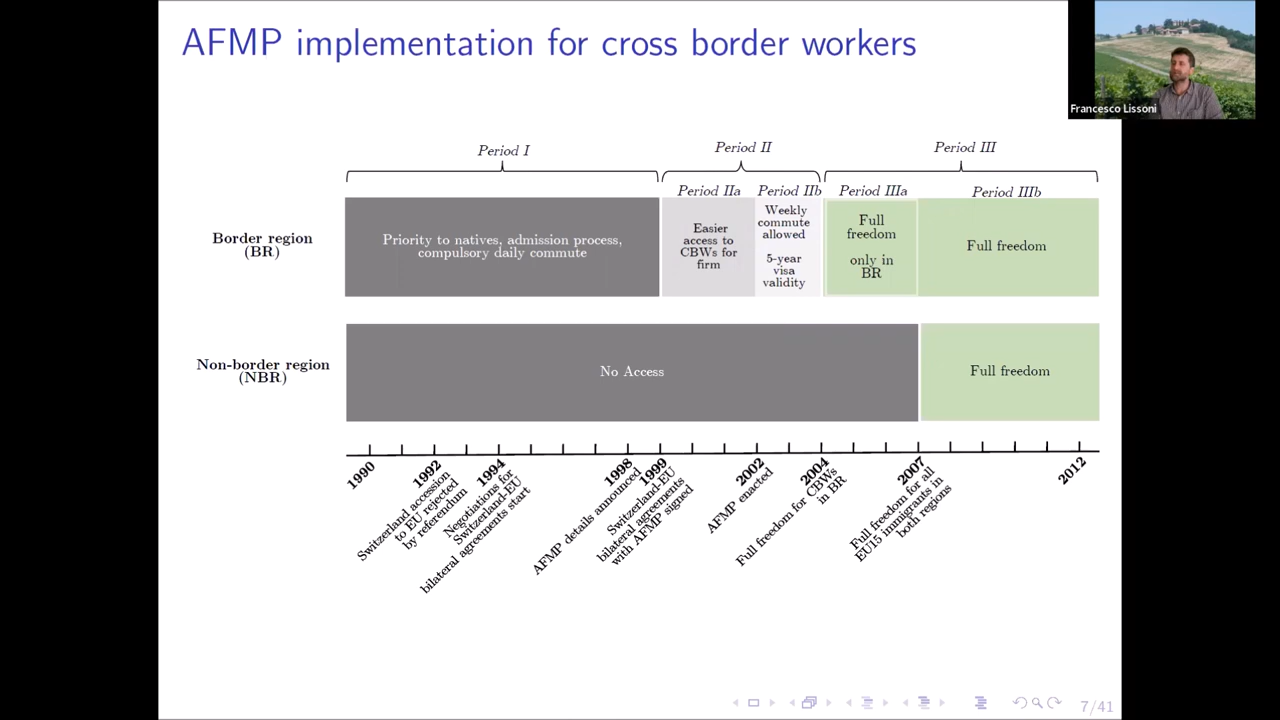 AFMP implementation for cross border workers
Francesco Lissoni
Period I
Period II
Period III
Period IIa
Period IIb
Period IIIa
Period IIIb
Border region
(BR)
Priority to natives, admission process,
compulsory daily commute
Easier
access to
CBWs for
firm
Weekly
commute
allowed
5-year
visa
validity
Full
freedom
only in
BR
Full freedom
Non-border region
(NBR)
No Access
Full freedom
1990
1992
Switzerland accession
to EU rejected
by referendum
1994
Negotiations for
Switzerland-EU
bilateral agreements start
1998
AFMP details announced
1999
Switzerland-EU
bilateral agreements
with AFMP signed
2002
AFMP enacted
2004
Full freedom for CBWs
in BR
2007
Full freedom for all
EU15 immigrants in
both regions
2012
7/41